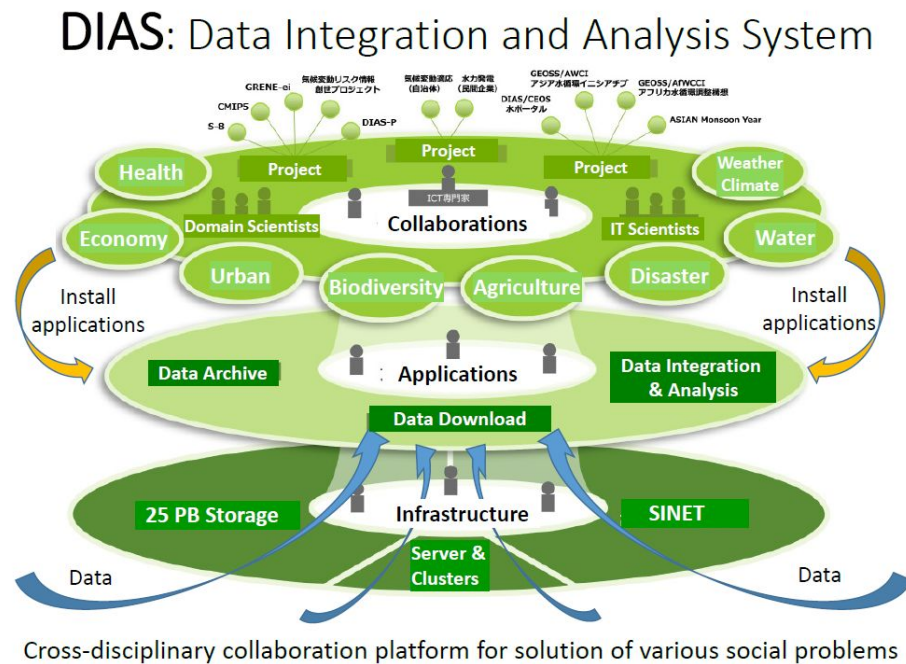 DIAS: Data Integration and Analysis System
GEOSS/AWCI
アジア水循環イニシアチブ
GEOSS/AfWCCI
アフリカ水循環調整構想
気候変動リスク情報
創世プロジェクト
気候変動適応
(自治体)
水力発電
(民間企業)
GRENE-ei
CMIP5
S-8
DIAS-P
DIAS/CEOS
水ポータル
ASIAN Monsoon Year
Project
Project
Project
Health
Weather
Climate
ICT専門家
Collaborations
Domain Scientists
IT Scientists
Economy
Water
Urban
Biodiversity
Agriculture
Disaster
Install
applications
Install
applications
Data Archive
: Applications
Data Integration
& Analysis
Data Download
25 PB Storage
Infrastructure
SINET
Server &
Clusters
Data
Data
Cross-disciplinary collaboration platform for solution of various social problems